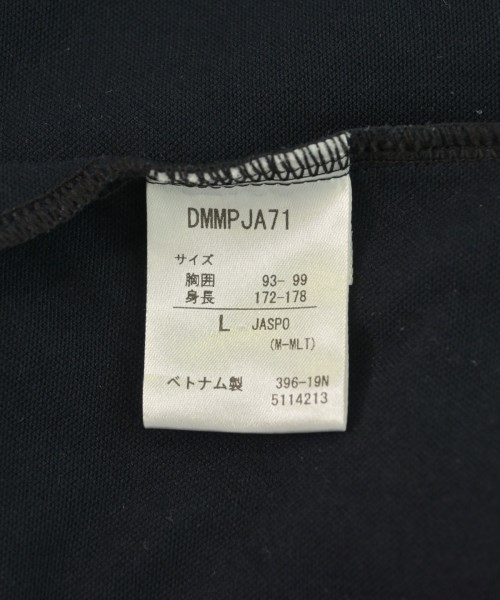 DMMPJA71
サイズ
胸囲 93- 99
身長 172-178
L JASPO
(M-MLT)
ベトナム製 396-19N
5114213